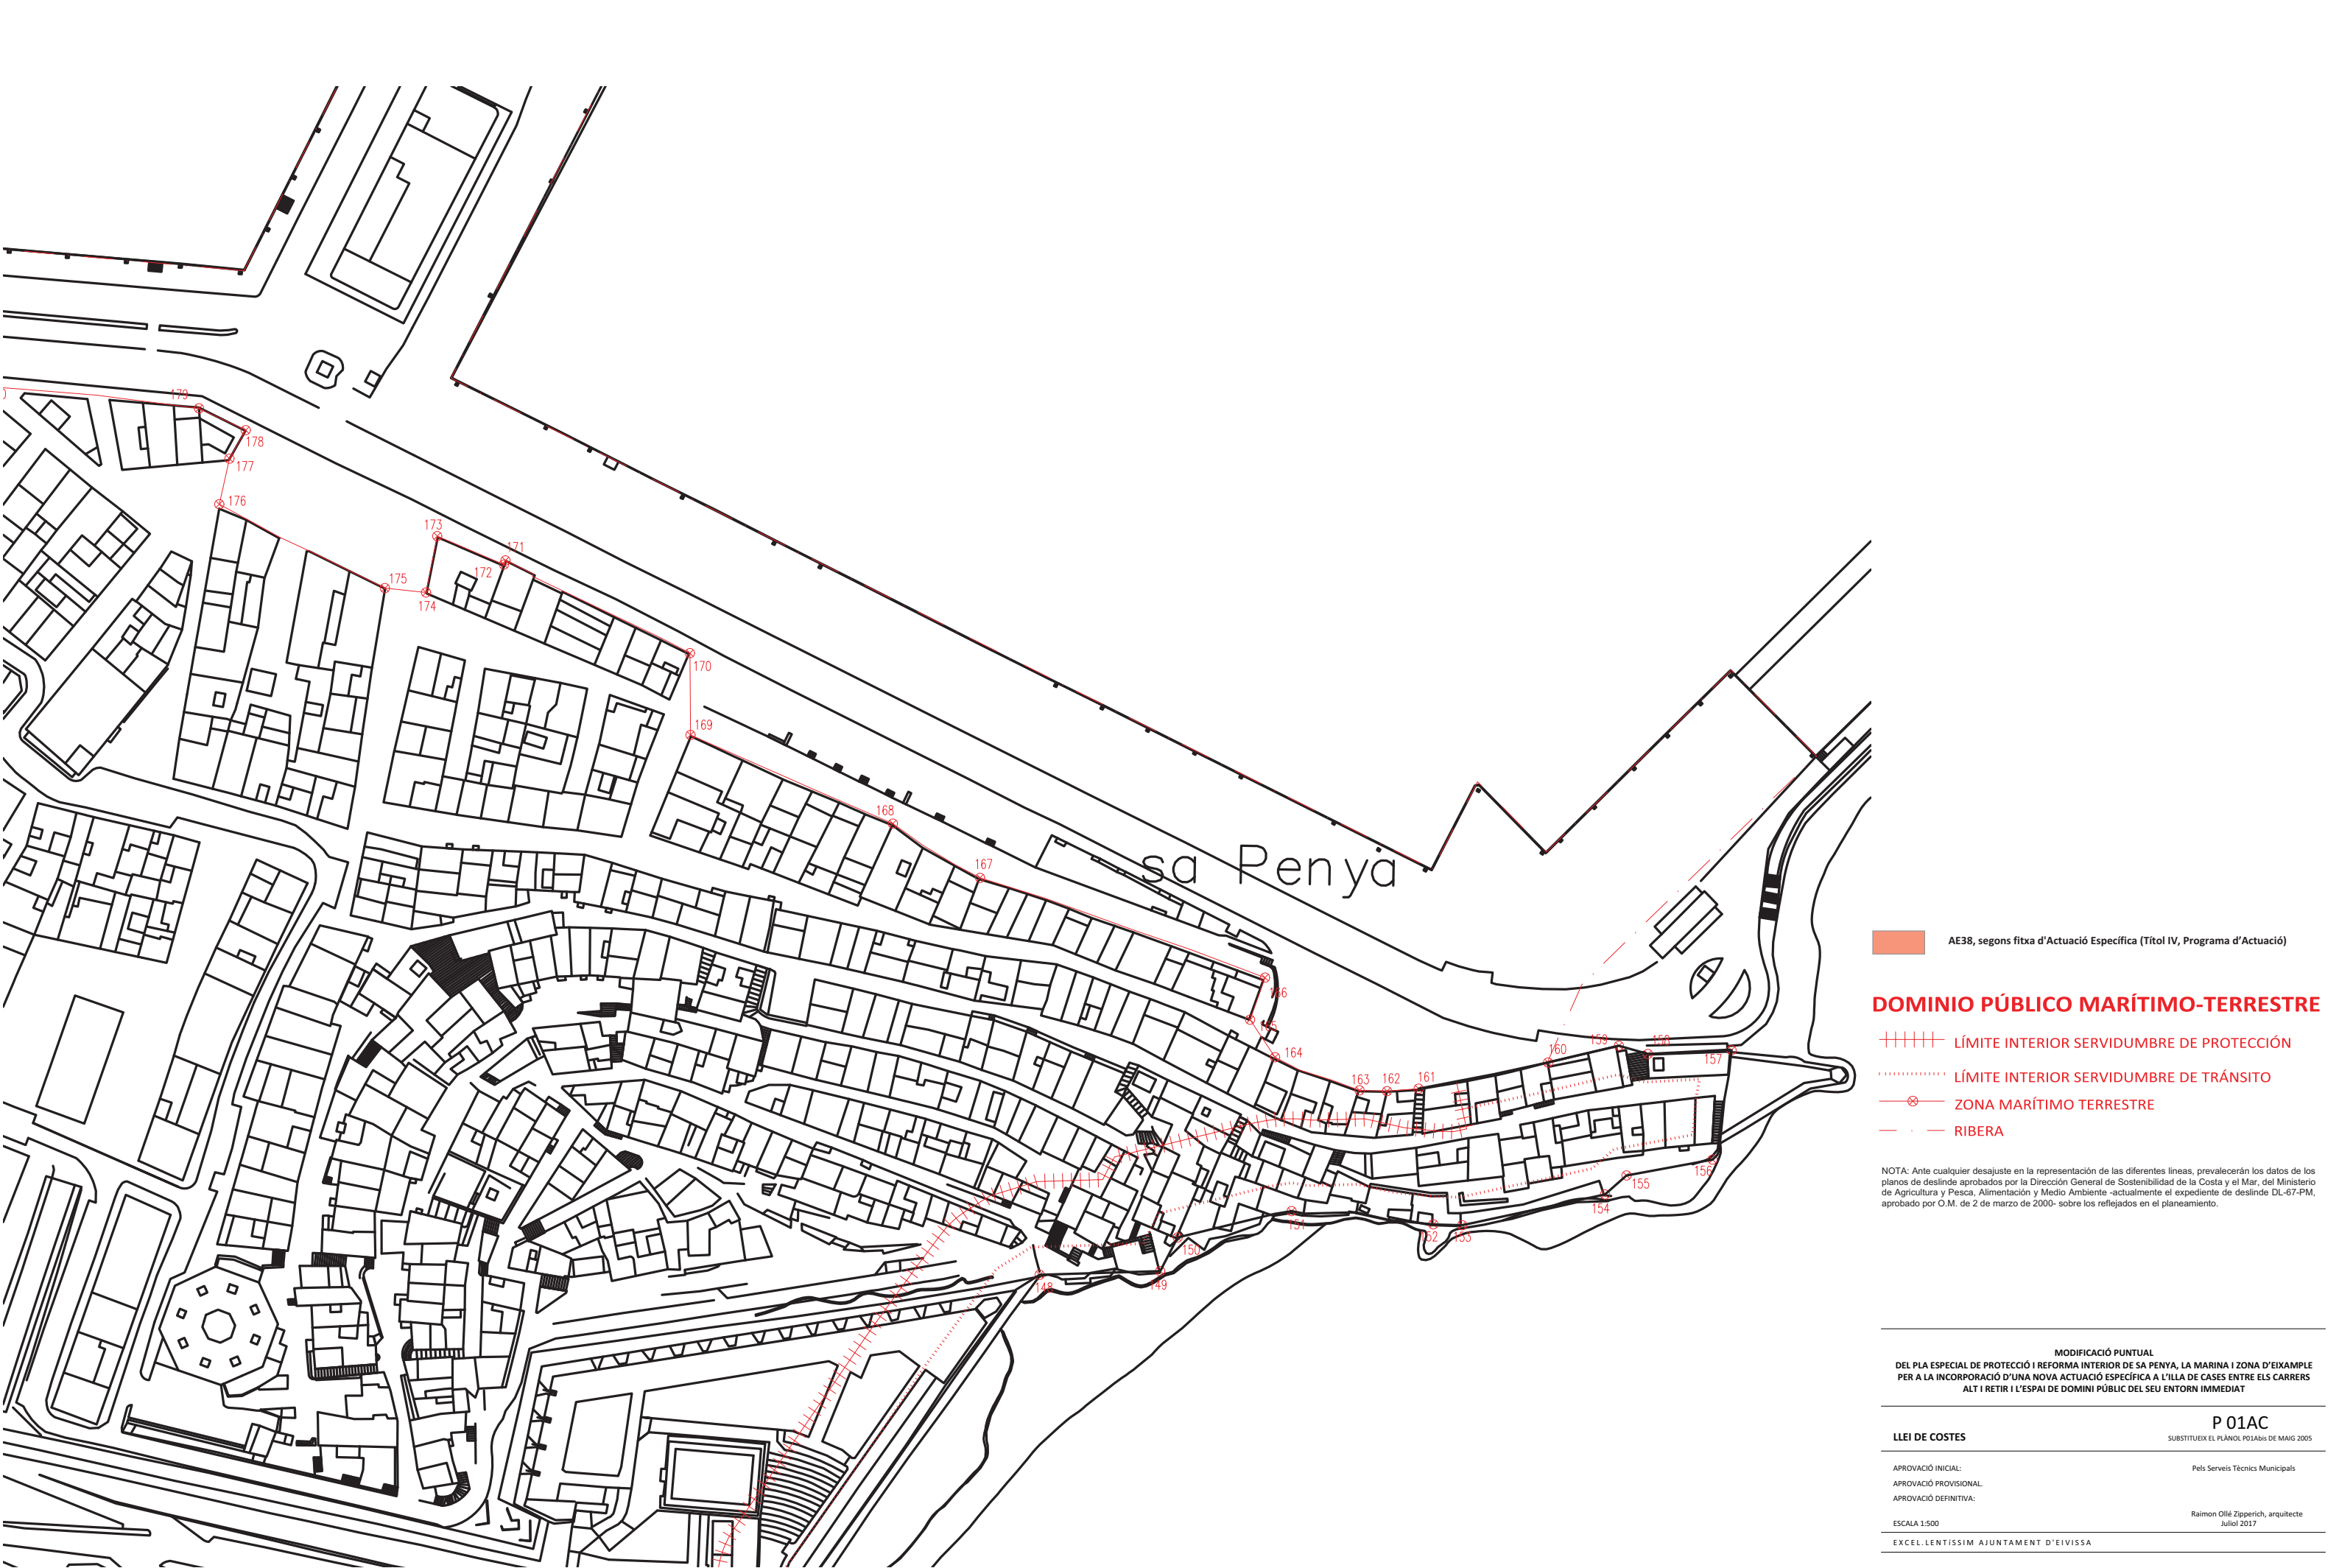 179
178
177
176
173
171
172
175
174
170
169
168
167
sa Penya
166
165
164
163
162
161
160
159
158
157
156
155
154
153
152
151
150
149
148
AE38, segons fitxa d'Actuació Específica (Títol IV, Programa d'Actuació)
DOMINIO PÚBLICO MARÍTIMO-TERRESTRE
LÍMITE INTERIOR SERVIDUMBRE DE PROTECCIÓN
LÍMITE INTERIOR SERVIDUMBRE DE TRÁNSITO
ZONA MARÍTIMO TERRESTRE
RIBERA
NOTA: Ante cualquier desajuste en la representación de las diferentes lineas, prevalecerán los datos de los
planos de deslinde aprobados por la Dirección General de Sostenibilidad de la Costa y el Mar, del Ministerio
de Agricultura y Pesca, Alimentación y Medio Ambiente -actualmente el expediente de deslinde DL-67-PM,
aprobado por O.M. de 2 de marzo de 2000- sobre los reflejados en el planeamiento.
MODIFICACIÓ PUNTUAL
DEL PLA ESPECIAL DE PROTECCIÓ I REFORMA INTERIOR DE SA PENYA, LA MARINA I ZONA D'EIXAMPLE
PER A LA INCORPORACIÓ D'UNA NOVA ACTUACIÓ ESPECÍFICA A L'ILLA DE CASES ENTRE ELS CARRERS
ALT I RETIR I L'ESPAI DE DOMINI PÚBLIC DEL SEU ENTORN IMMEDIAT
P 01AC
LLEI DE COSTES
SUBSTITUEIX EL PLÀNOL P01Abis DE MAIG 2005
APROVACIÓ INICIAL:
Pels Serveis Tècnics Municipals
APROVACIÓ PROVISIONAL.
APROVACIÓ DEFINITIVA:
Raimon Ollé Zipperich, arquitecte
ESCALA 1:500
Juliol 2017
EXCEL.LENTíSSIM AJUNTAMENT D'EIVISSA